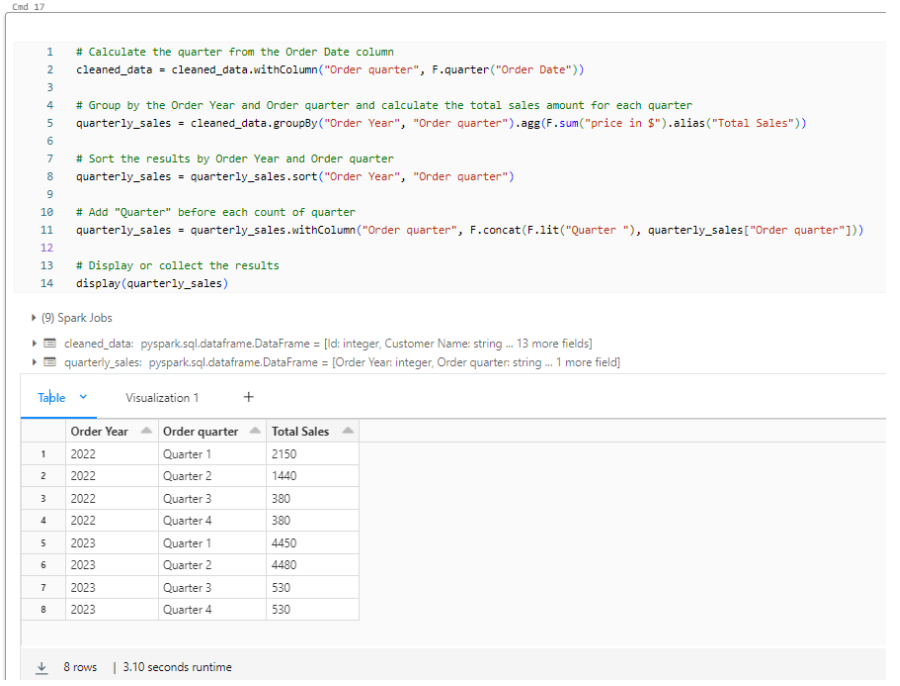 Cmd 17
1 # Calculate the quarter from the Order Date column
2 cleaned_data = cleaned_data.withColumn("Order quarter", F.quarter("Order Date"))
3
4 # Group by the Order Year and Order quarter and calculate the total sales amount for each quarter
5 quarterly_sales = cleaned_data.groupBy("Order Year", "Order quarter").agg(F.sum("price in $").alias("Total Sales"))
6
7 # Sort the results by Order Year and Order quarter
8 quarterly_sales = quarterly_sales.sort("Order Year", "Order quarter")
9
10 # Add "Quarter" before each count of quarter
11 quarterly_sales = quarterly_sales.withColumn("Order quarter", F.concat(F.lit("Quarter "), quarterly_sales["Order quarter"]))
12
13 # Display or collect the results
14 display(quarterly_sales)
(9) Spark Jobs
cleaned_data: pyspark.sql.dataframe.DataFrame = [Id: integer, Customer Name: string ... 13 more fields]
quarterly_sales: pyspark.sql.dataframe.DataFrame = [Order Year: integer, Order quarter: string ... 1 more field]
Table Visualization 1 +
Order Year Order quarter Total Sales
1 2022 Quarter 1 2150
2 2022 Quarter 2 1440
3 2022 Quarter 3 380
4 2022 Quarter 4 380
5 2023 Quarter 1 4450
6 2023 Quarter 2 4480
7 2023 Quarter 3 530
8 2023 Quarter 4 530
8 rows | 3.10 seconds runtime